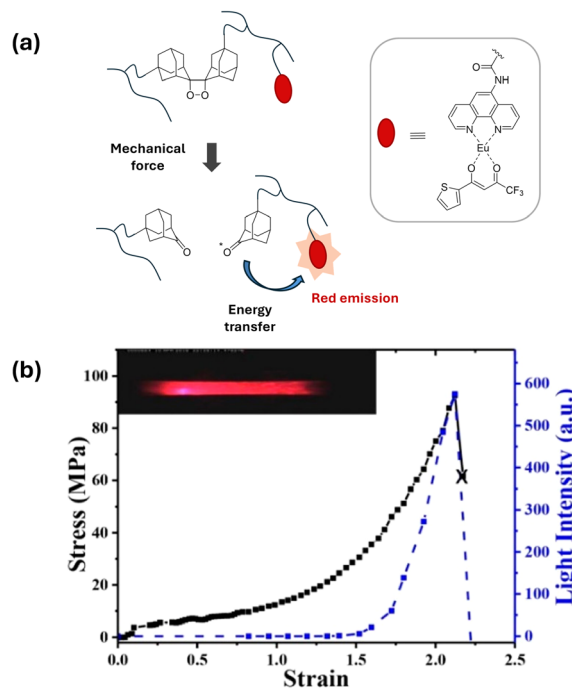 (a)
O-O
Mechanical
force
O
*
O
Energy
transfer
Red emission
O
NH
N
N
Eu
O
O
S
CF3
(b)
Stress (MPa)
100
80
60
40
20
0
0.0 0.5 1.0 1.5 2.0 2.5
Strain
600
500
400
300
200
100
0
Light Intensity (a.u.)
X